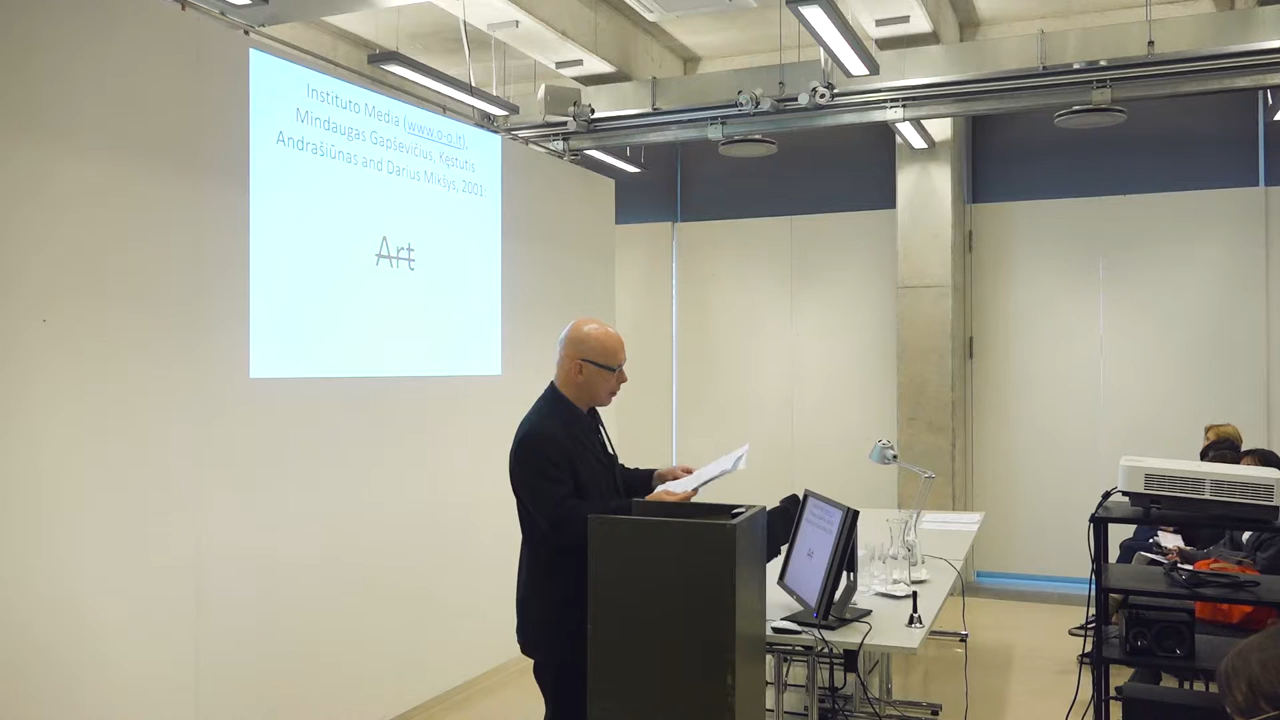 Instituto Media (www.o-o.lt),
Mindaugas Gapševičius, Kęstutis
Andrašiūnas and Darius Mikšys, 2001:
Art